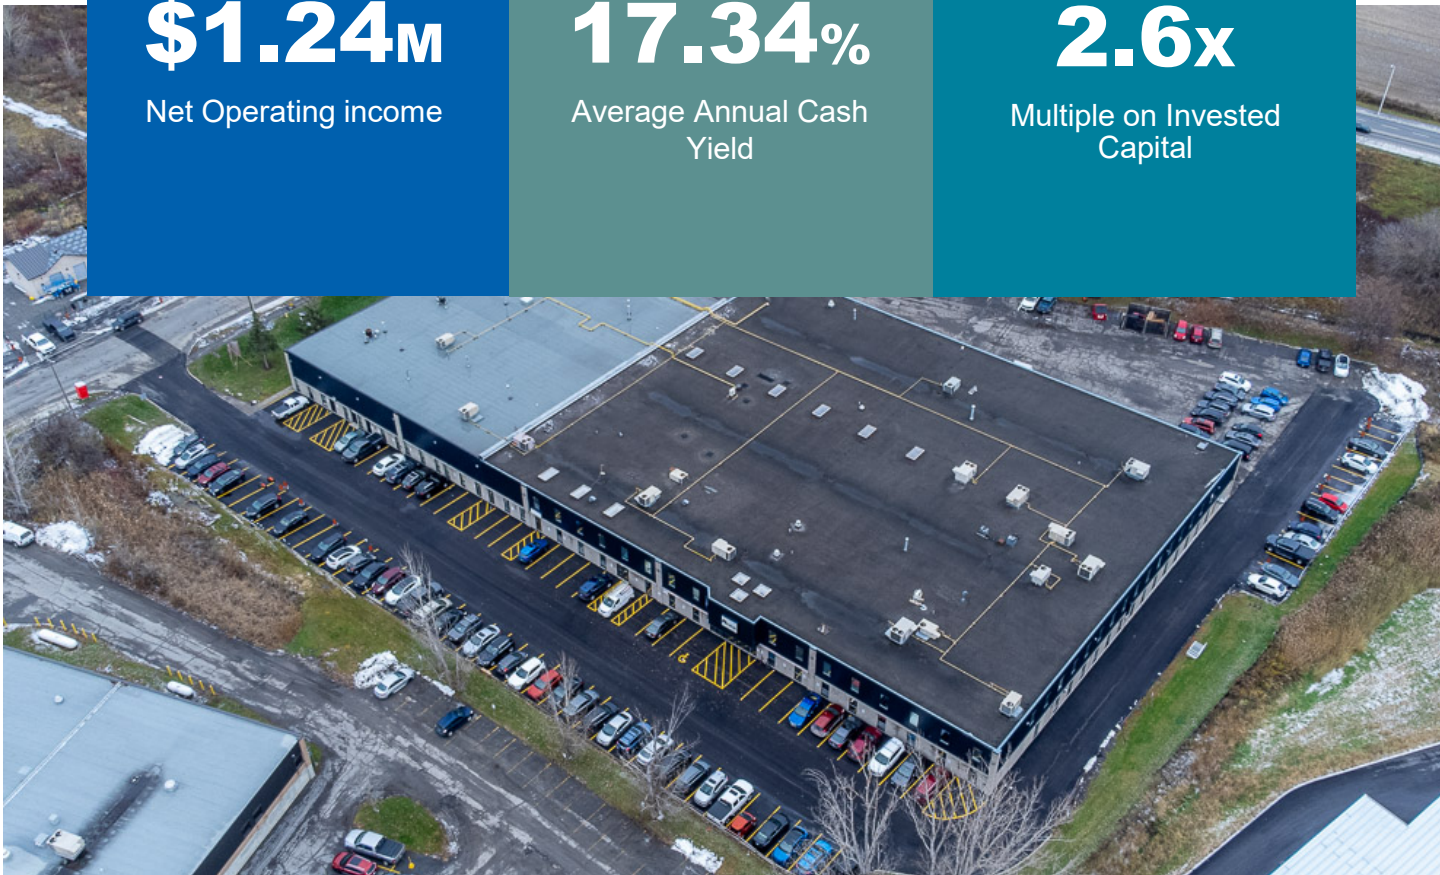 $1.24M
17.34%
2.6x
Net Operating income
Average Annual Cash
Yield
Multiple on Invested
Capital